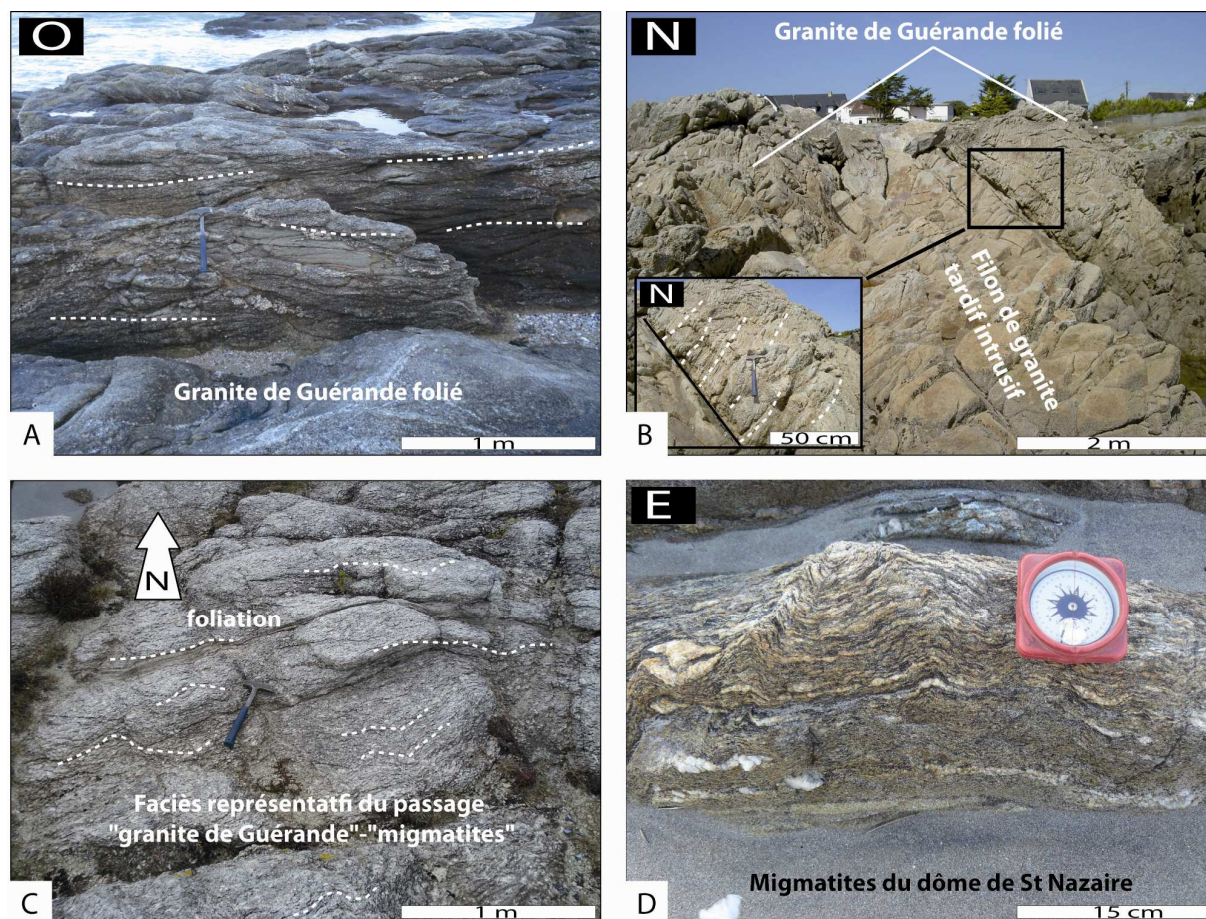 O
Granite de Guérande folié
A
1 m
N
Granite de Guérande folié
Filon de granite
tardif intrusif
N
50 cm
B
2 m
N
foliation
Faciès représentatfi du passage
"granite de Guérande"-"migmatites"
C
1 m
E
Migmatites du dôme de St Nazaire
D
15 cm